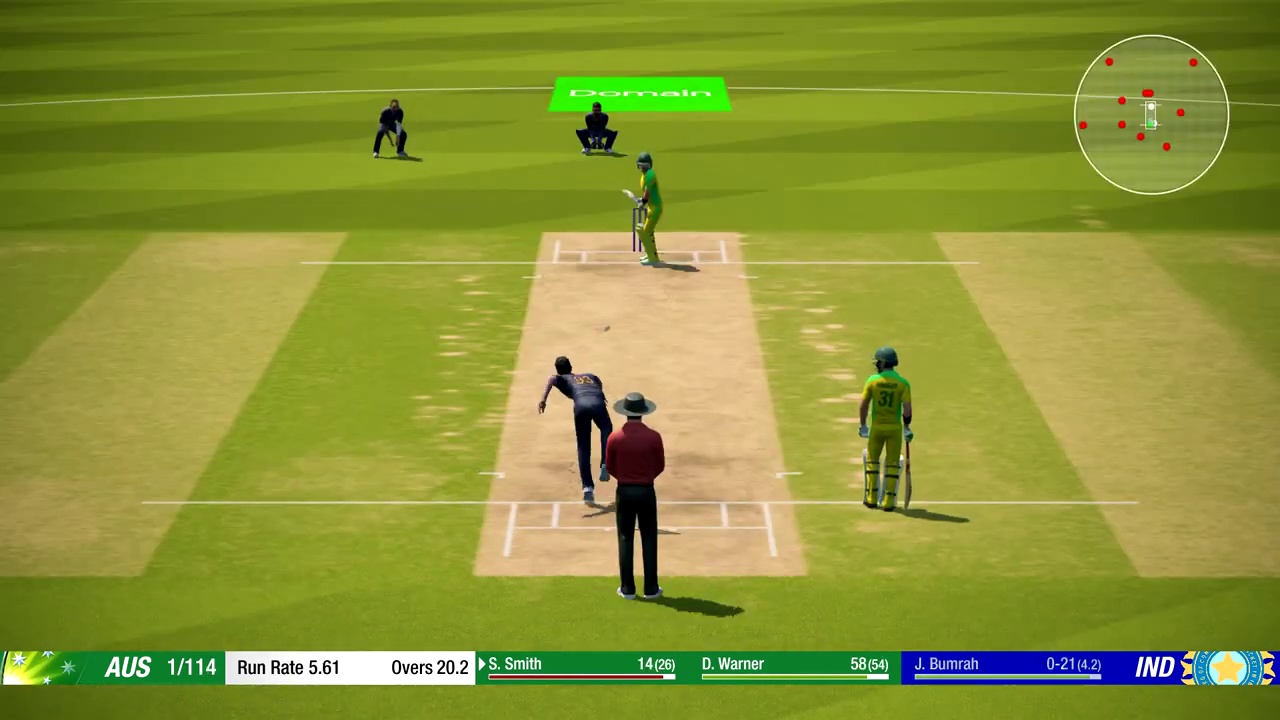 Domain
93
31
AUS 1/114 Run Rate 5.61 Overs 20.2 S. Smith 14(26) D. Warner 58(54) J. Bumrah 0-21(4.2) IND